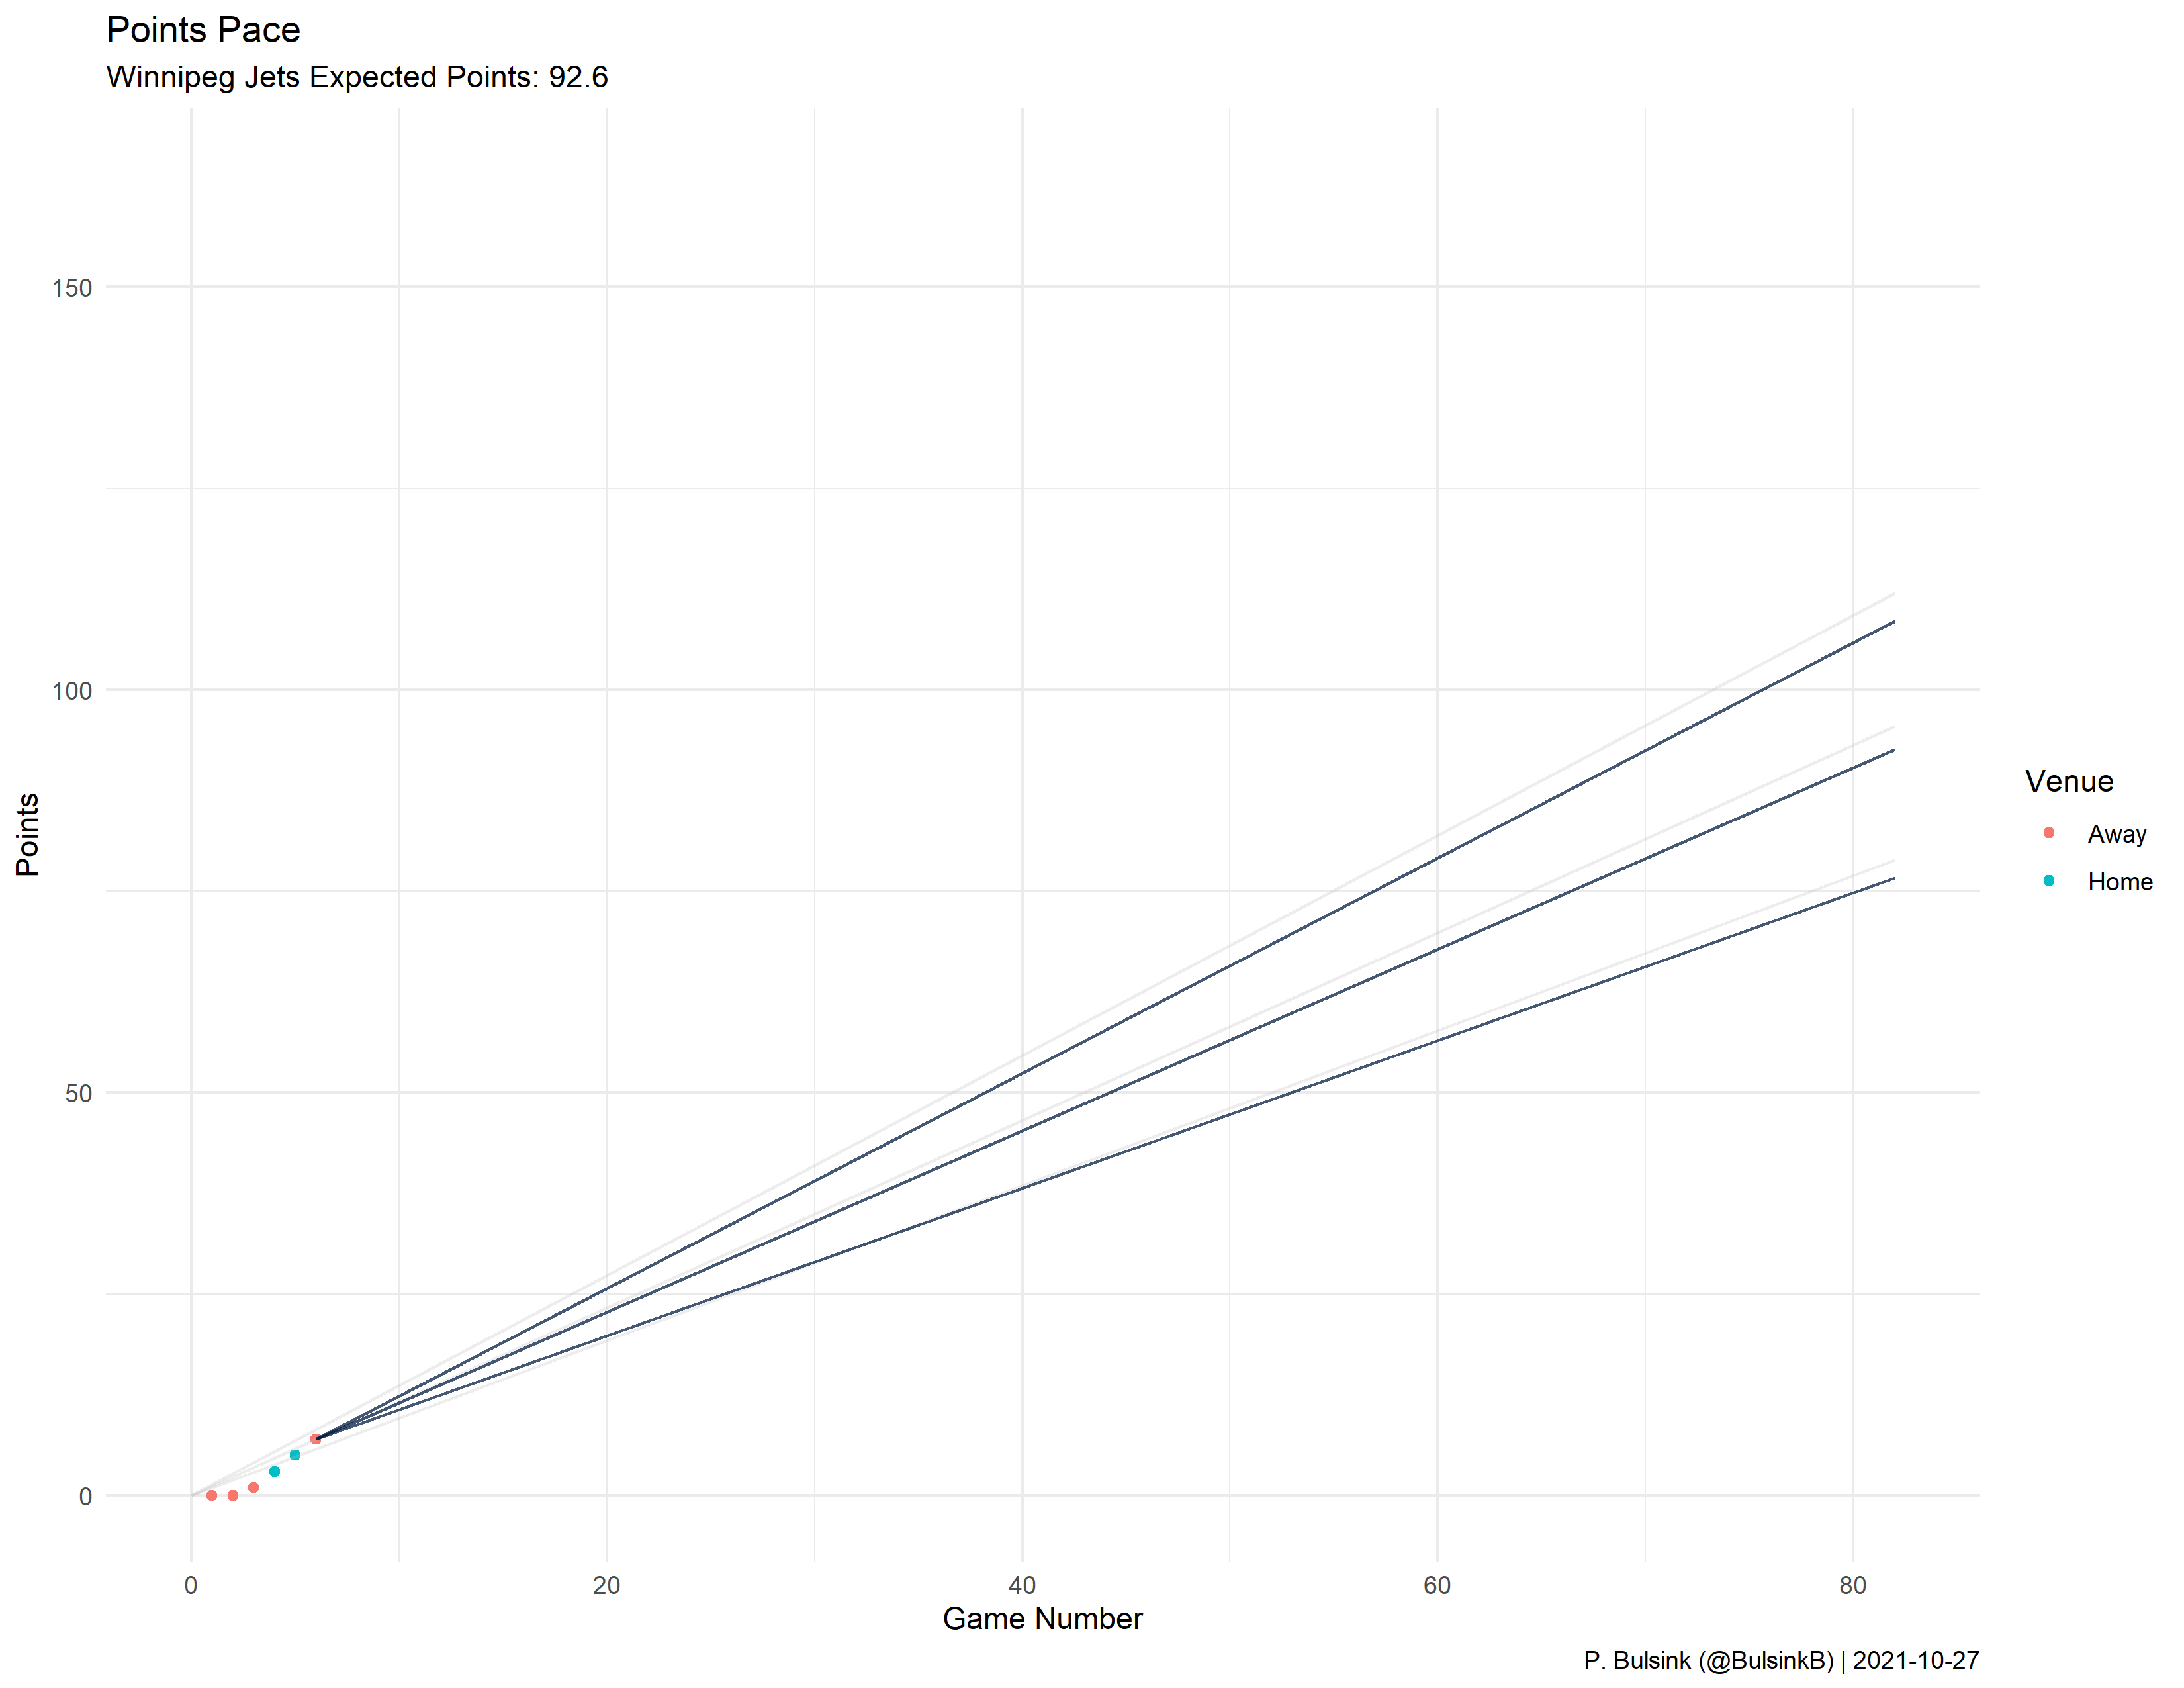 Points Pace
Winnipeg Jets Expected Points: 92.6
150
100
50
0
Points
0 20 40 60 80
Game Number
Venue
Away
Home
P. Bulsink (@BulsinkB) | 2021-10-27